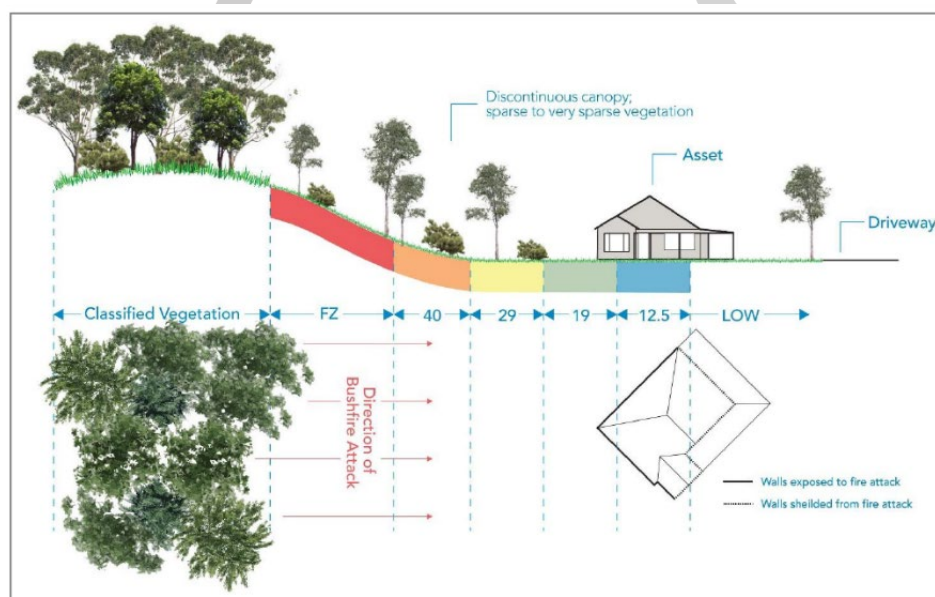 Discontinuous canopy;
sparse to very sparse vegetation
Asset
Driveway
Classified Vegetation
FZ
40
29
19
12.5
LOW
Direction of
Bushfire Attack
Walls exposed to fire attack
Walls sheilded from fire attack